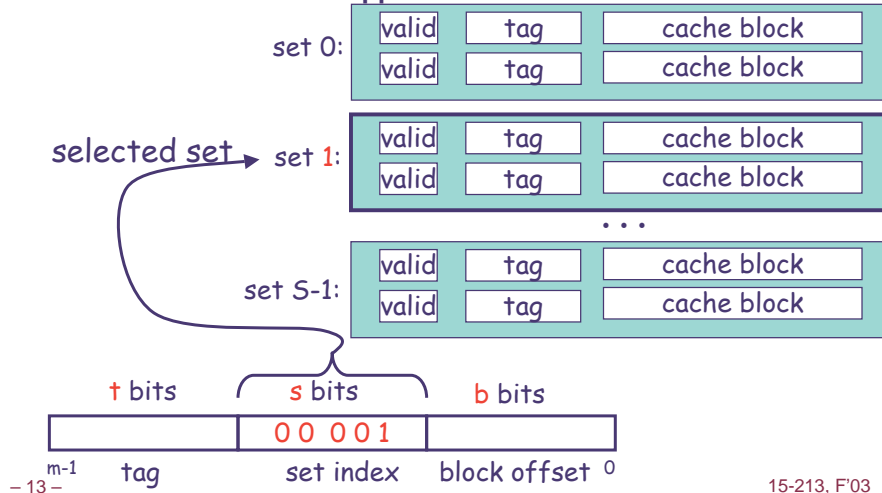 set 0:
valid tag cache block
valid tag cache block
selected set
set 1:
valid tag cache block
valid tag cache block
• • •
set S-1:
valid tag cache block
valid tag cache block
t bits s bits b bits
0 0 0 0 1
m-1 tag set index block offset 0
– 13 – 15-213, F'03